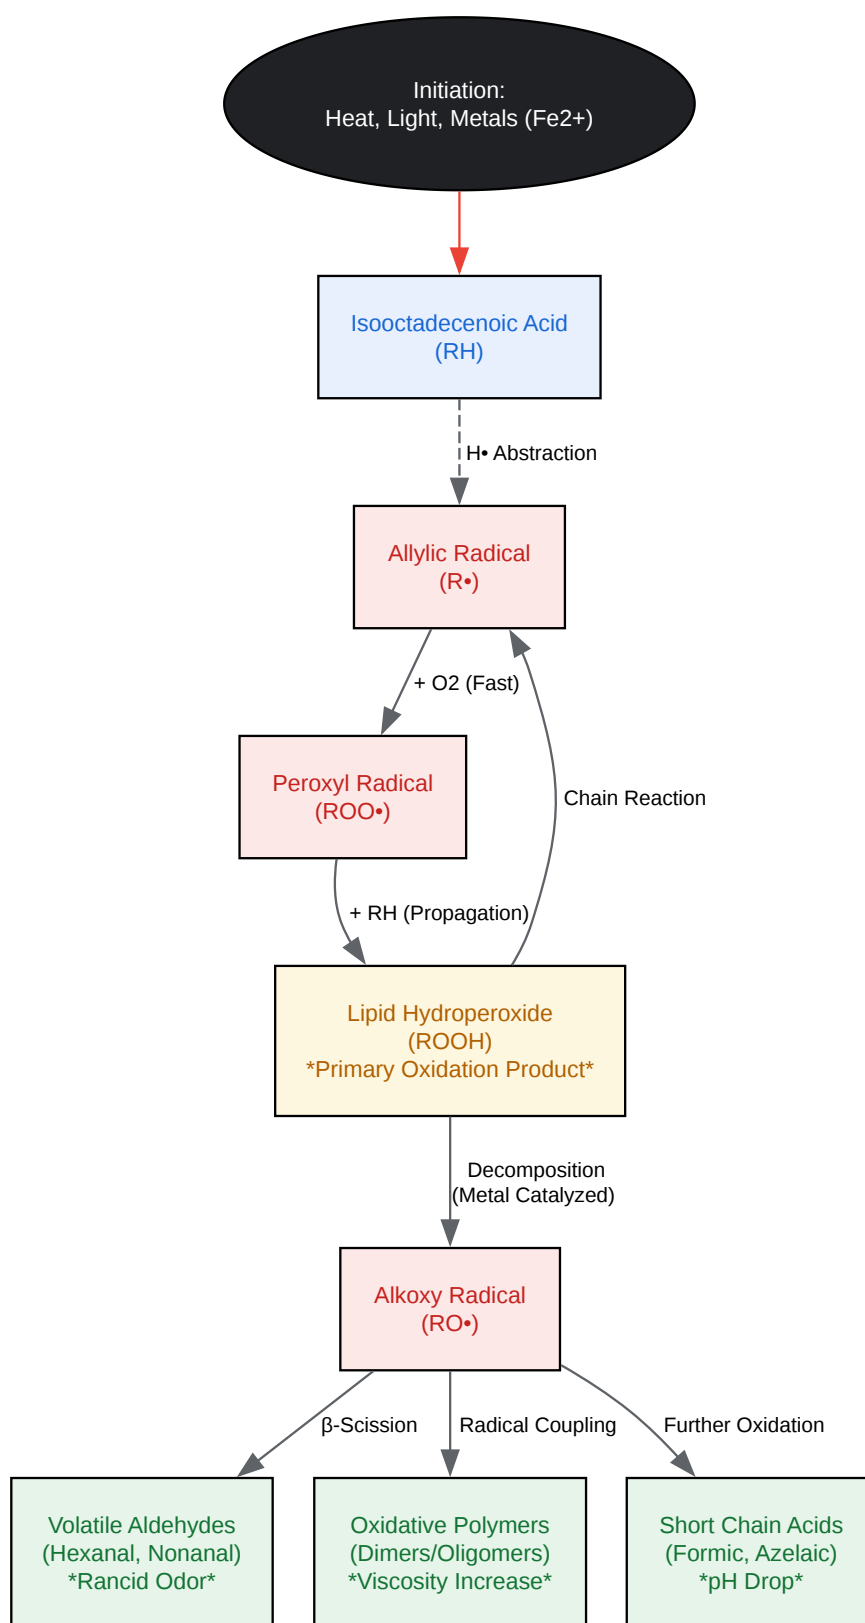 Initiation:
Heat, Light, Metals (Fe2+)
Isooctadecenoic Acid
(RH)
H• Abstraction
Allylic Radical
(R•)
+ O2 (Fast)
Peroxyl Radical
(ROO•)
Chain Reaction
+ RH (Propagation)
Lipid Hydroperoxide
(ROOH)
*Primary Oxidation Product*
Decomposition
(Metal Catalyzed)
Alkoxy Radical
(RO•)
β-Scission
Radical Coupling
Further Oxidation
Volatile Aldehydes
(Hexanal, Nonanal)
*Rancid Odor*
Oxidative Polymers
(Dimers/Oligomers)
*Viscosity Increase*
Short Chain Acids
(Formic, Azelaic)
*pH Drop*